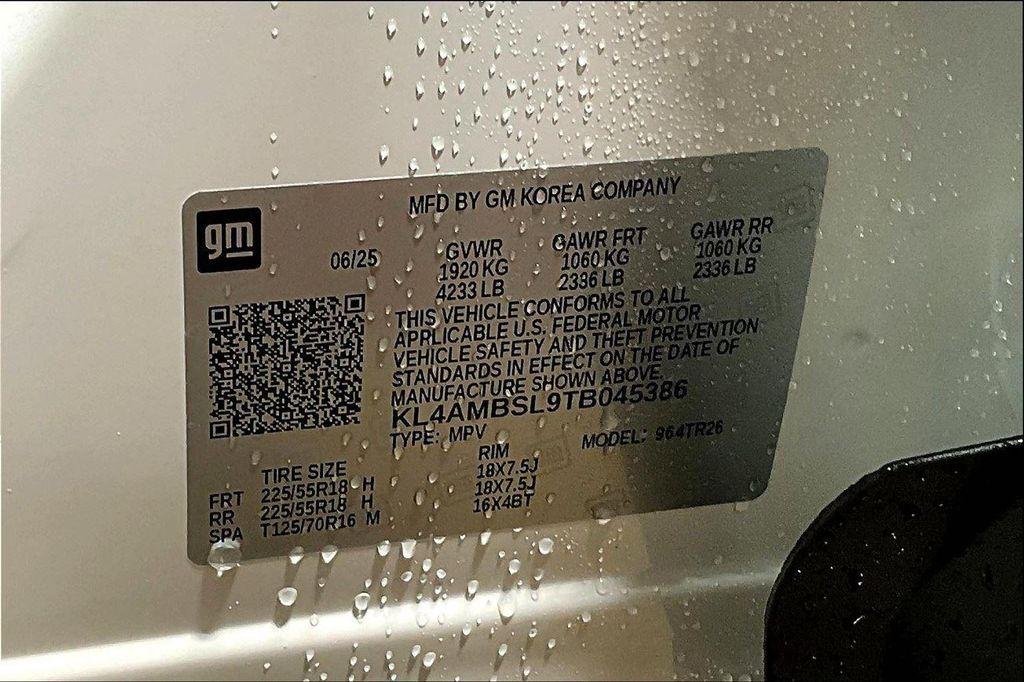 MFD BY GM KOREA COMPANY
gm
06/25
GVWR GAWR FRT GAWR RR
1920 KG 1060 KG 1060 KG
4233 LB 2336 LB 2336 LB
THIS VEHICLE CONFORMS TO ALL
APPLICABLE U.S. FEDERAL MOTOR
VEHICLE SAFETY AND THEFT PREVENTION
STANDARDS IN EFFECT ON THE DATE OF
MANUFACTURE SHOWN ABOVE.
KL4AMBSL9TB045386
TYPE: MPV MODEL: 964TR26
TIRE SIZE RIM
FRT 225/55R18 H 18X7.5J
RR 225/55R18 H 18X7.5J
SPA T125/70R16 M 16X4BT